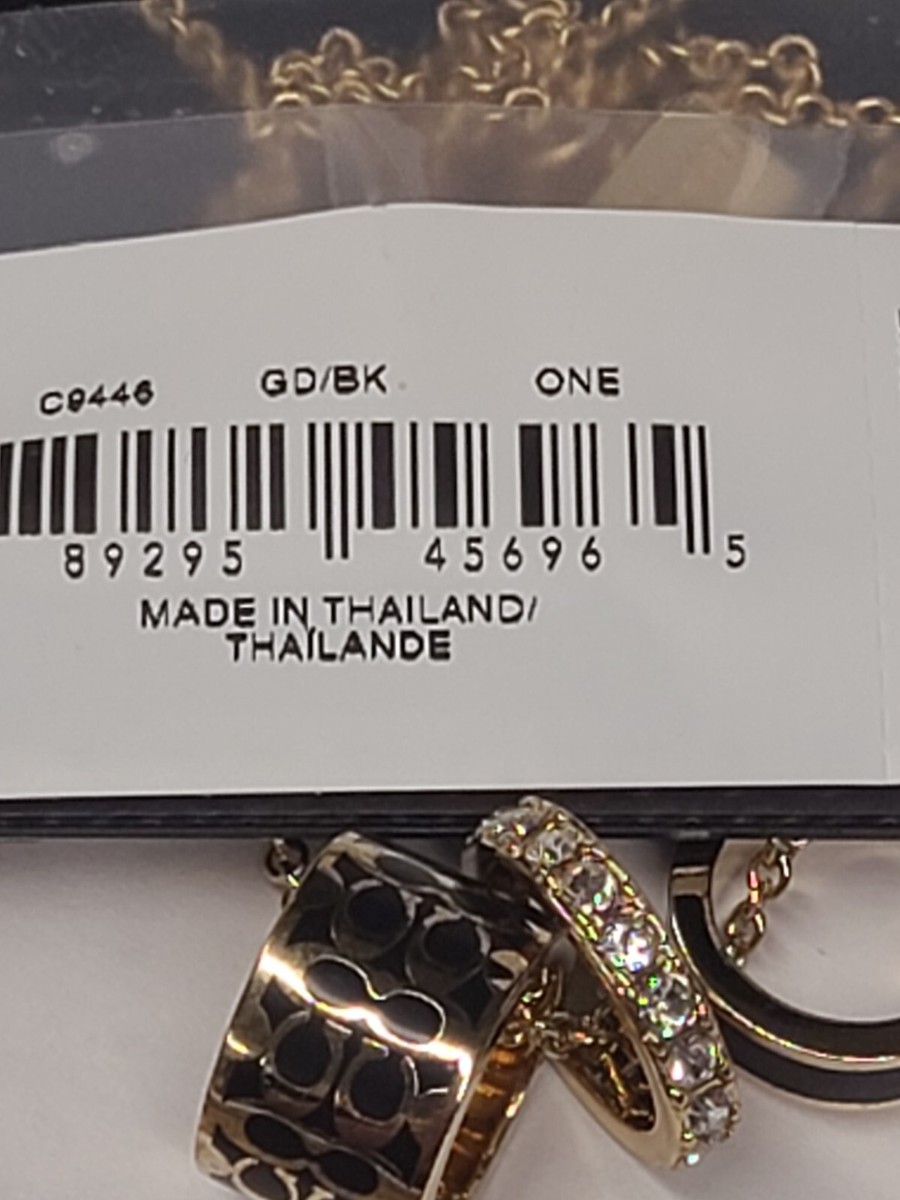 C9446 GD/BK ONE
89295 45696 5
MADE IN THAILAND/
THAÏLANDE